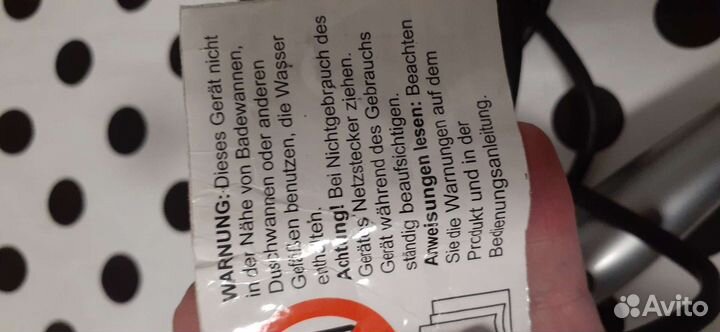 WARNUNG: Dieses Gerät nicht
in der Nähe von Badewannen,
Duschwannen oder anderen
Gefäßen benutzen, die Wasser
enthalten.
Achtung! Bei Nichtgebrauch des
Gerätes Netzstecker ziehen.
Gerät während des Gebrauchs
ständig beaufsichtigen.
Anweisungen lesen: Beachten
Sie die Warnungen auf dem
Produkt und in der
Bedienungsanleitung.
Avito